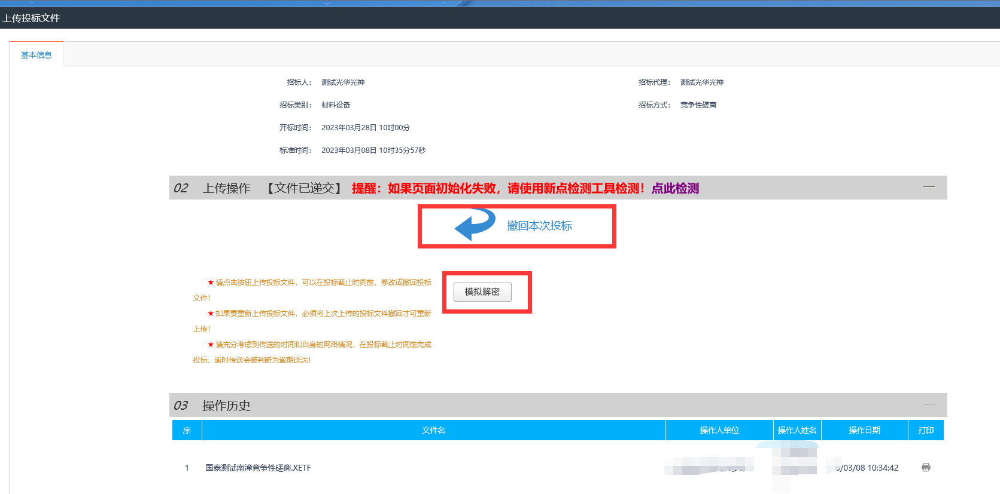 上传投标文件
基本信息
招标人： 测试光华光神 招标代理： 测试光华光神
招标类别： 材料设备 招标方式： 竞争性磋商
开标时间： 2023年03月28日 10时00分
标准时间： 2023年03月08日 10时35分57秒
02 上传操作 【文件已递交】 提醒：如果页面初始化失败，请使用新点检测工具检测！点此检测
撤回本次投标
★ 请点击按钮上传投标文件，可以在投标截止时间前，修改或撤回投标
文件！
★ 如果要重新上传投标文件，必须将上次上传的投标文件撤回才可重新
上传！
★ 请充分考虑到传送的时间和自身的网络情况，在投标截止时间前完成
投标，逾时传送会被判断为逾期送达！
模拟解密
03 操作历史
序 文件名 操作人单位 操作人姓名 操作日期 打印
1 国泰测试南漳竞争性磋商.XETF /03/08 10:34:42